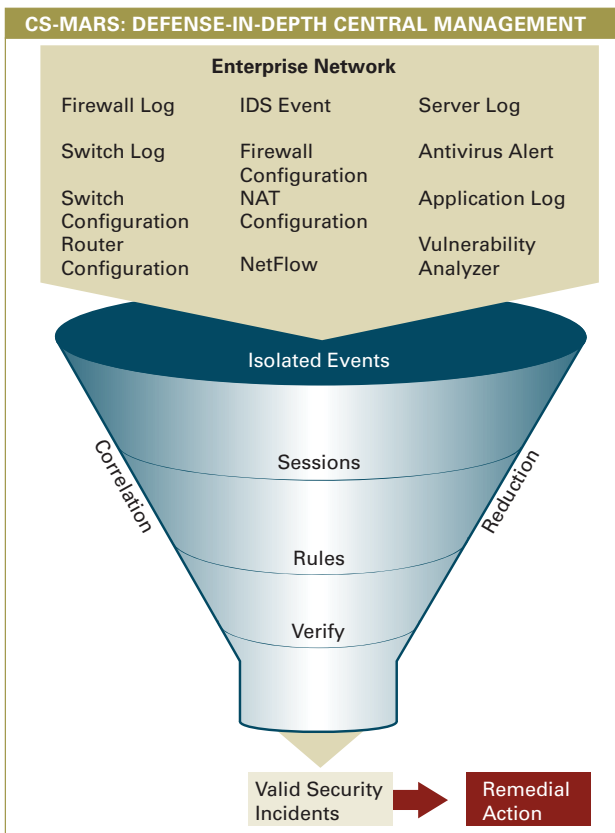 CS-MARS: DEFENSE-IN-DEPTH CENTRAL MANAGEMENT
Enterprise Network
Firewall Log
IDS Event
Server Log
Switch Log
Firewall
Configuration
Antivirus Alert
Switch
Configuration
NAT
Configuration
Application Log
Router
Configuration
NetFlow
Vulnerability
Analyzer
Isolated Events
Correlation
Reduction
Sessions
Rules
Verify
Valid Security
Incidents
Remedial
Action